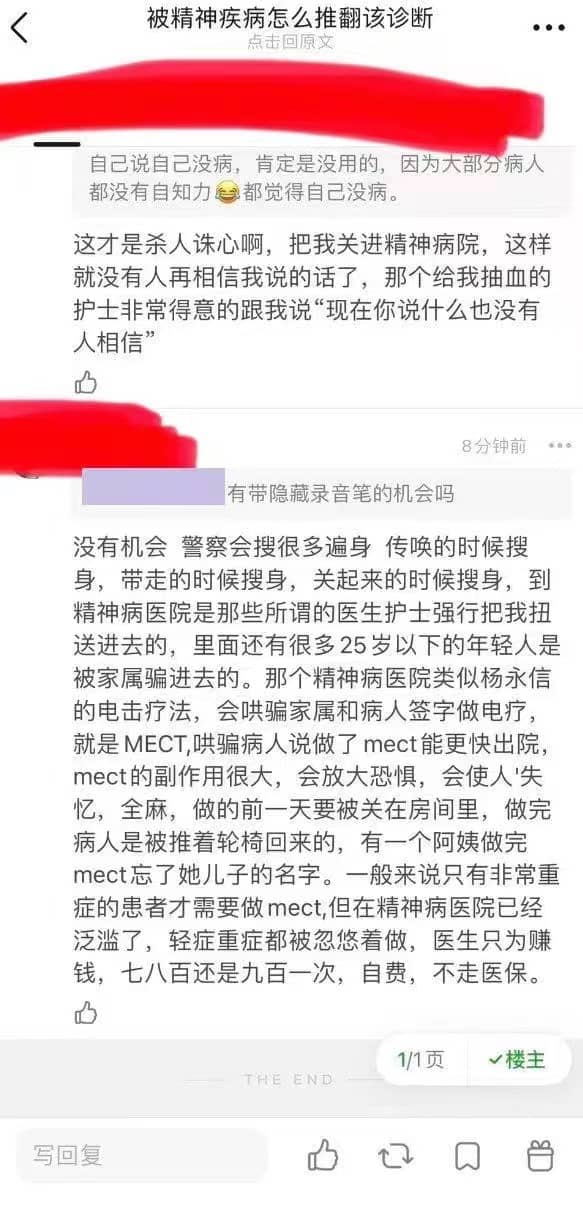 被精神疾病怎么推翻该诊断
点击回原文
自己说自己没病，肯定是没用的，因为大部分病人
都没有自知力😂都觉得自己没病。
这才是杀人诛心啊，把我关进精神病院，这样
就没有人再相信我说的话了，那个给我抽血的
护士非常得意的跟我说“现在你说什么也没有
人相信”
8分钟前
有带隐藏录音笔的机会吗
没有机会 警察会搜很多遍身 传唤的时候搜
身，带走的时候搜身，关起来的时候搜身，到
精神病医院是那些所谓的医生护士强行把我扭
送进去的，里面还有很多25岁以下的年轻人是
被家属骗进去的。那个精神病医院类似杨永信
的电击疗法，会哄骗家属和病人签字做电疗，
就是MECT,哄骗病人说做了mect能更快出院，
mect的副作用很大，会放大恐惧，会使人'失
忆，全麻，做的前一天要被关在房间里，做完
病人是被推着轮椅回来的，有一个阿姨做完
mect忘了她儿子的名字。一般来说只有非常重
症的患者才需要做mect,但在精神病医院已经
泛滥了，轻症重症都被忽悠着做，医生只为赚
钱，七八百还是九百一次，自费，不走医保。
1/1页
楼主
THE END
写回复